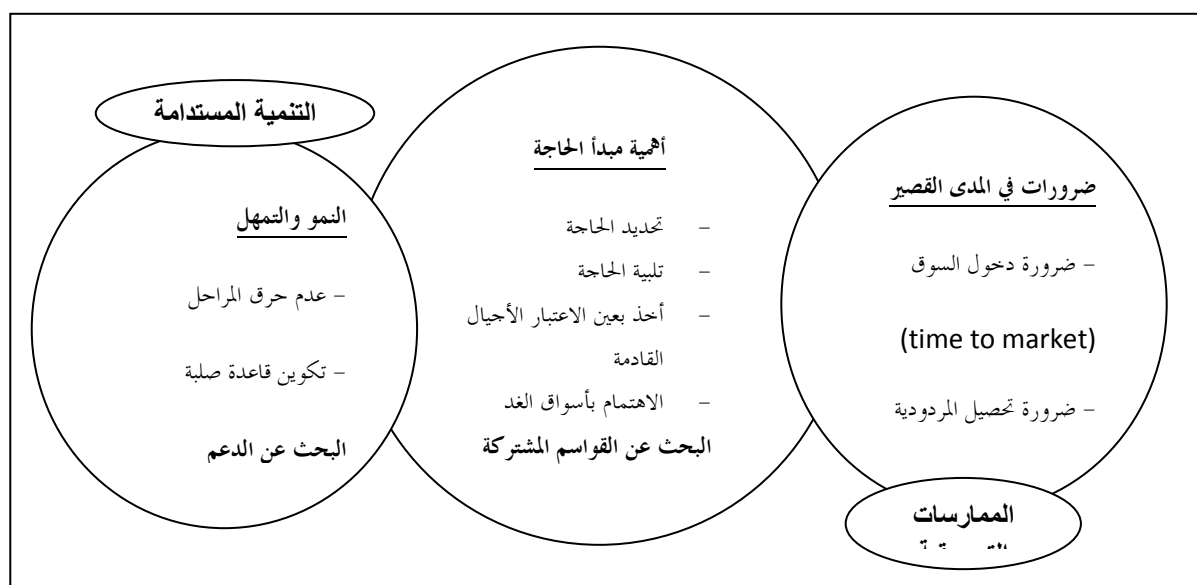 التنمية المستدامة
أهمية مبدأ الحاجة
ضرورات في المدى القصير
النمو والتمهل
– تحديد الحاجة
– ضرورة دخول السوق
– تلبية الحاجة
– عدم حرق المراحل
– أخذ بعين الاعتبار الأجيال
القادمة
(time to market)
– تكوين قاعدة صلبة
– الاهتمام بأسواق الغد
– ضرورة تحصيل المردودية
البحث عن القواسم المشتركة
البحث عن الدعم
الممارسات